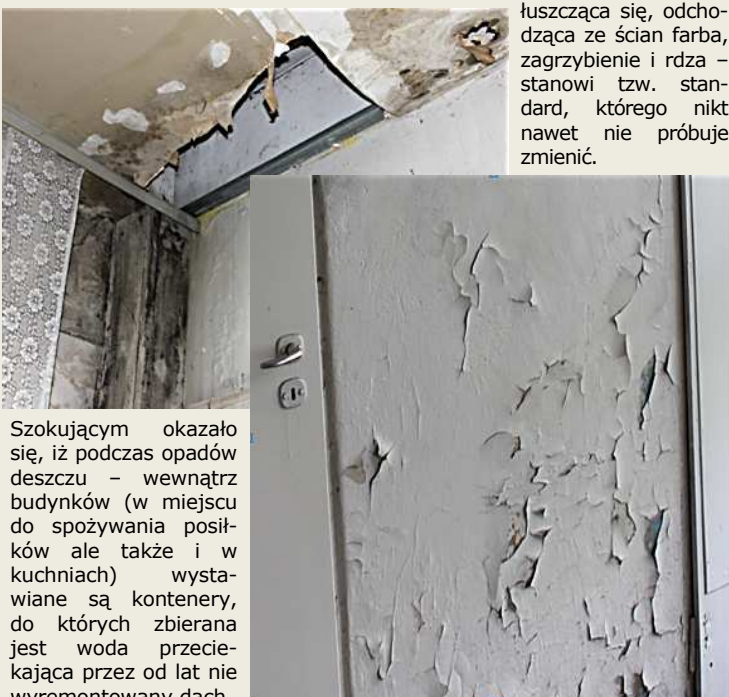 łuszcząca się, odcho-
dząca ze ścian farba,
zagrzybienie i rdza –
stanowi tzw. stan-
dard, którego nikt
nawet nie próbuje
zmienić.
Szokującym okazało
się, iż podczas opadów
deszczu – wewnątrz
budynków (w miejscu
do spożywania posił-
ków ale także i w
kuchniach) wysta-
wiane są kontenery,
do których zbierana
jest woda przecie-
kająca przez od lat nie
wyremontowany dach